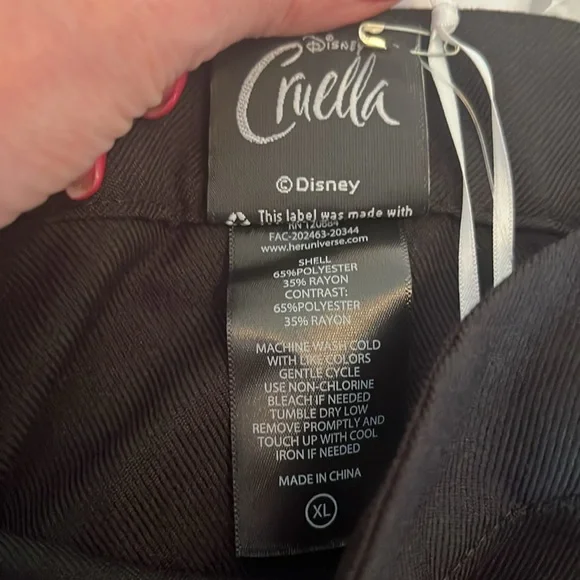 Disney
Cruella
© Disney
This label was made with
RN 120884
FAC-202463-20344
www.heruniverse.com
SHELL
65%POLYESTER
35% RAYON
CONTRAST:
65%POLYESTER
35% RAYON
MACHINE WASH COLD
WITH LIKE COLORS
GENTLE CYCLE
USE NON-CHLORINE
BLEACH IF NEEDED
TUMBLE DRY LOW
REMOVE PROMPTLY AND
TOUCH UP WITH COOL
IRON IF NEEDED
MADE IN CHINA
XL